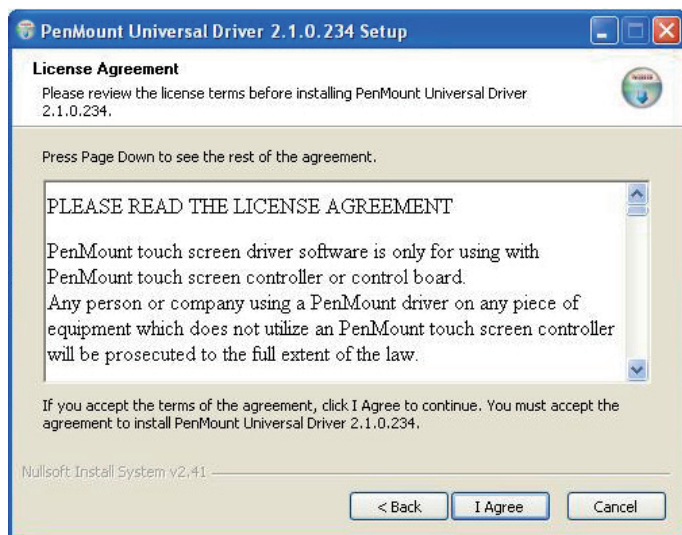 PenMount Universal Driver 2.1.0.234 Setup
License Agreement
Please review the license terms before installing PenMount Universal Driver
2.1.0.234.
Press Page Down to see the rest of the agreement.
PLEASE READ THE LICENSE AGREEMENT
PenMount touch screen driver software is only for using with
PenMount touch screen controller or control board.
Any person or company using a PenMount driver on any piece of
equipment which does not utilize an PenMount touch screen controller
will be prosecuted to the full extent of the law.
If you accept the terms of the agreement, click I Agree to continue. You must accept the
agreement to install PenMount Universal Driver 2.1.0.234.
Nullsoft Install System v2.41
< Back I Agree Cancel